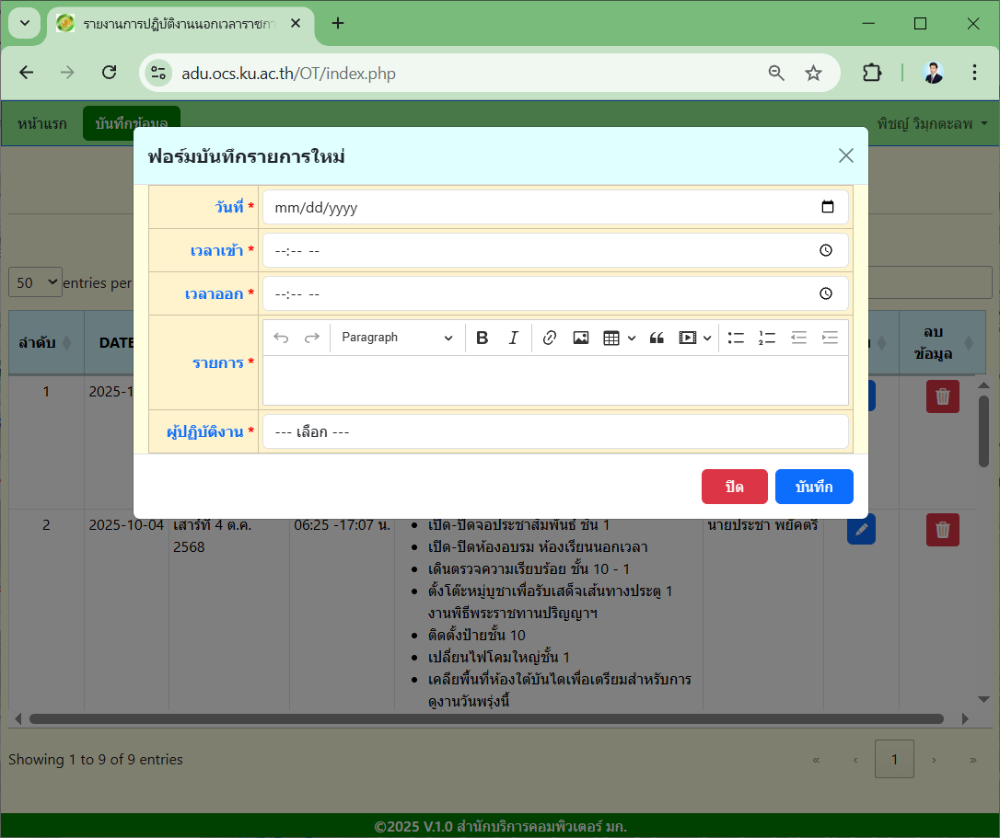 รายงานการปฏิบัติงานนอกเวลาราชกา
adu.ocs.ku.ac.th/OT/index.php
หน้าแรก บันทึกข้อมูล พิชญ์ วิมุกตะลพ
ฟอร์มบันทึกรายการใหม่
วันที่ * mm/dd/yyyy
เวลาเข้า * --:-- --
50 entries per
เวลาออก * --:-- --
Paragraph B I
รายการ *
ลำดับ DATE ลบ
ข้อมูล
1 2025-1
ผู้ปฏิบัติงาน * --- เลือก ---
ปิด บันทึก
2 2025-10-04 เสาร์ที่ 4 ต.ค. 06:25 -17:07 น. เปิด-ปิดจอประชาสัมพันธ์ ชั้น 1 นายประชา พยัคตรี
2568 เปิด-ปิดห้องอบรม ห้องเรียนนอกเวลา
เดินตรวจความเรียบร้อย ชั้น 10 - 1
ตั้งโต๊ะหมู่บูชาเพื่อรับเสด็จเส้นทางประตู 1
งานพิธีพระราชทานปริญญาฯ
ติดตั้งป้ายชั้น 10
เปลี่ยนไฟโคมใหญ่ชั้น 1
เคลียพื้นที่ห้องใต้บันไดเพื่อเตรียมสำหรับการ
ดูงานวันพรุ่งนี้
Showing 1 to 9 of 9 entries « ‹ 1 › »
©2025 V.1.0 สำนักบริการคอมพิวเตอร์ มก.